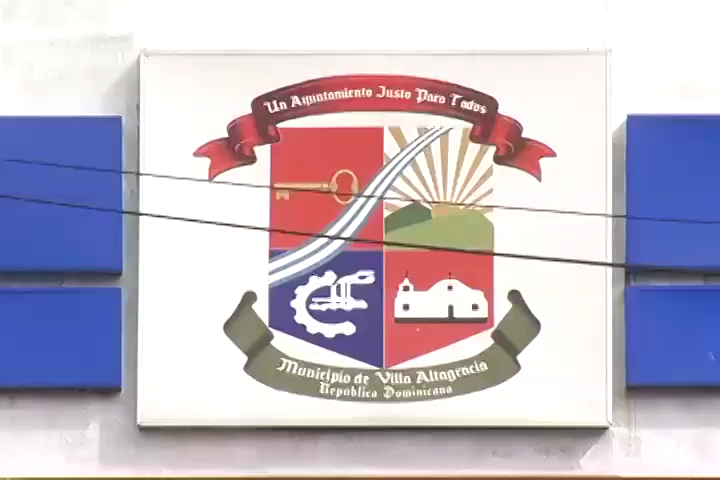 Un Ayuntamiento Justo Para Todos
Municipio de Villa Altagracia
República Dominicana